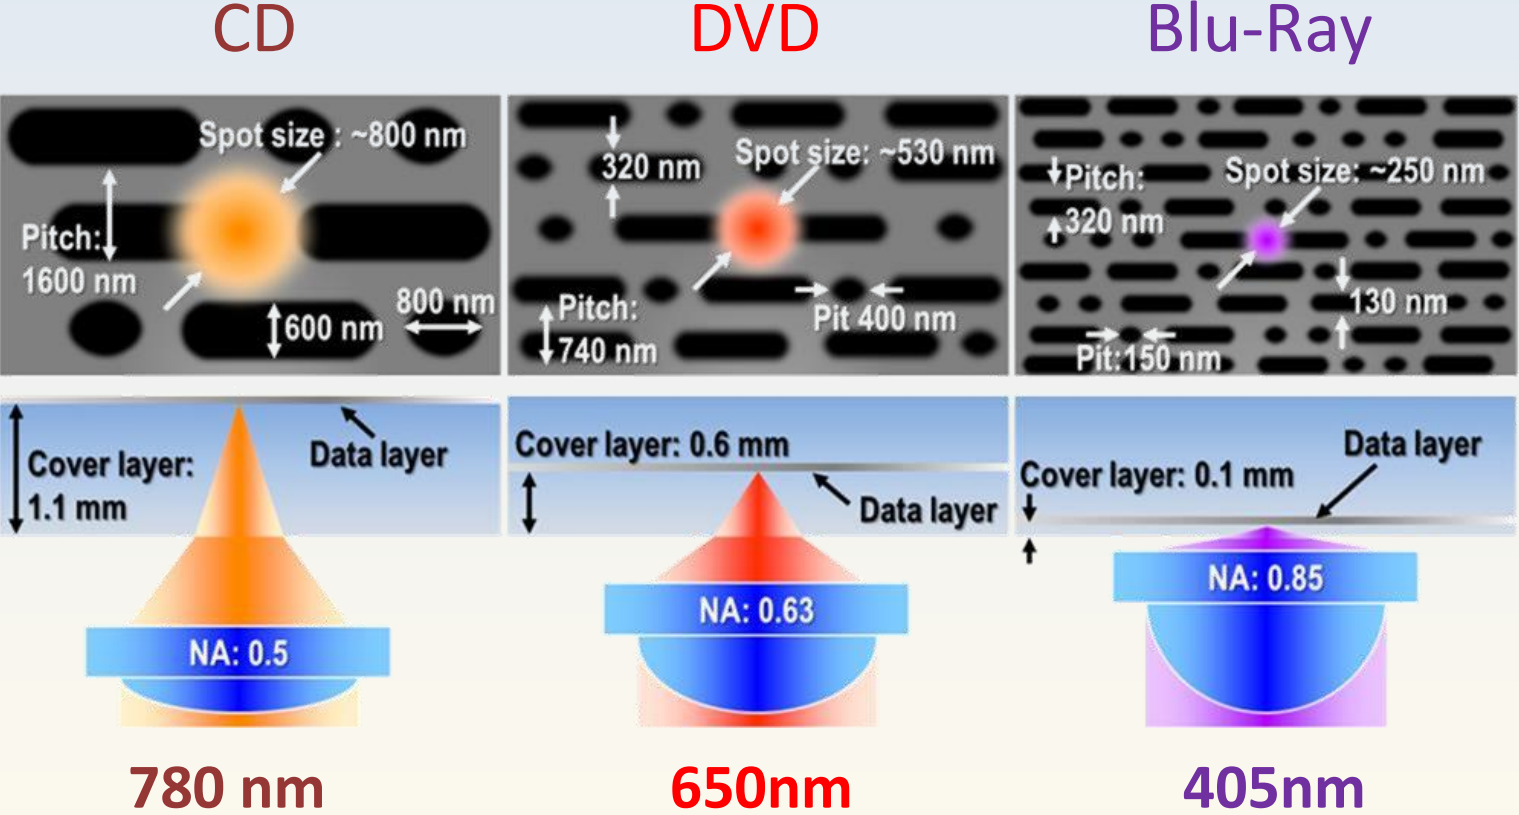 CD
Spot size : ~800 nm
Pitch:
1600 nm
800 nm
600 nm
Data layer
Cover layer:
1.1 mm
NA: 0.5
780 nm
DVD
Spot size: ~530 nm
320 nm
Pitch:
740 nm
Pit 400 nm
Cover layer: 0.6 mm
Data layer
NA: 0.63
650nm
Blu-Ray
Spot size: ~250 nm
Pitch:
320 nm
130 nm
Pit:150 nm
Data layer
Cover layer: 0.1 mm
NA: 0.85
405nm